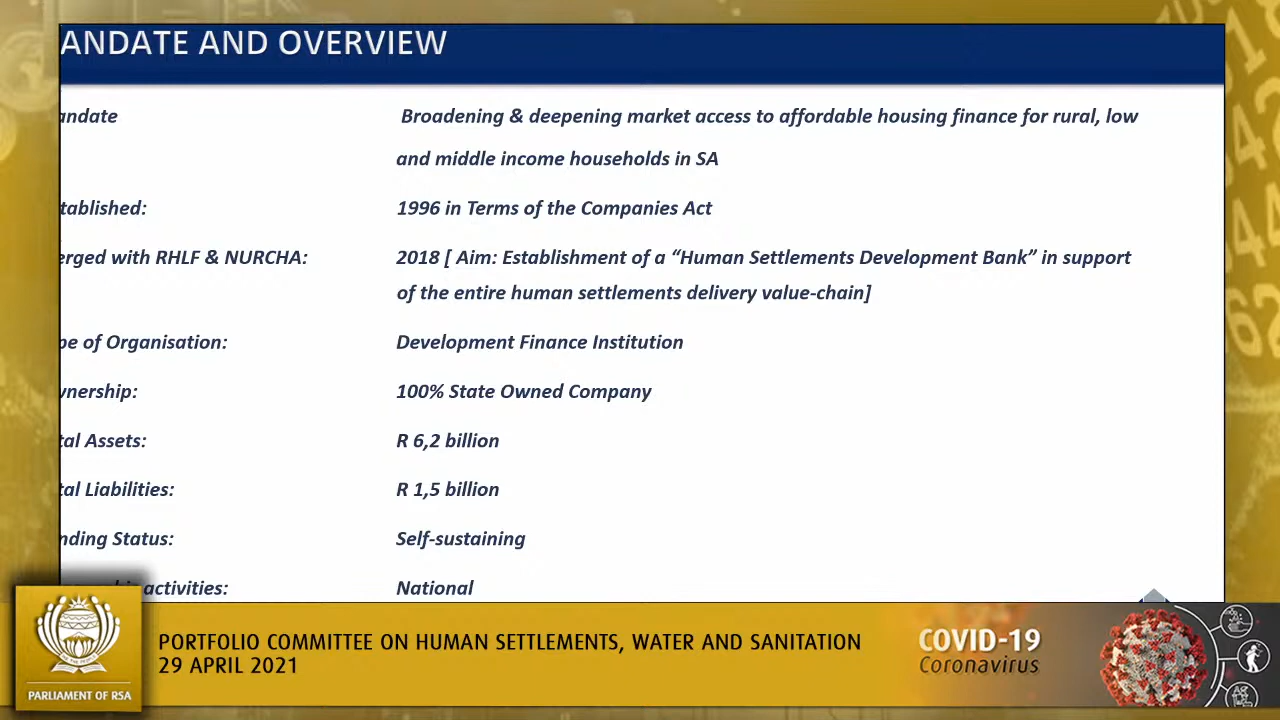 ANDATE AND OVERVIEW
andate Broadening & deepening market access to affordable housing finance for rural, low
and middle income households in SA
tablished: 1996 in Terms of the Companies Act
erged with RHLF & NURCHA: 2018 [ Aim: Establishment of a “Human Settlements Development Bank” in support
of the entire human settlements delivery value-chain]
pe of Organisation: Development Finance Institution
wnership: 100% State Owned Company
tal Assets: R 6,2 billion
tal Liabilities: R 1,5 billion
nding Status: Self-sustaining
activities: National
PORTFOLIO COMMITTEE ON HUMAN SETTLEMENTS, WATER AND SANITATION
29 APRIL 2021
PARLIAMENT OF RSA
COVID-19
Coronavirus